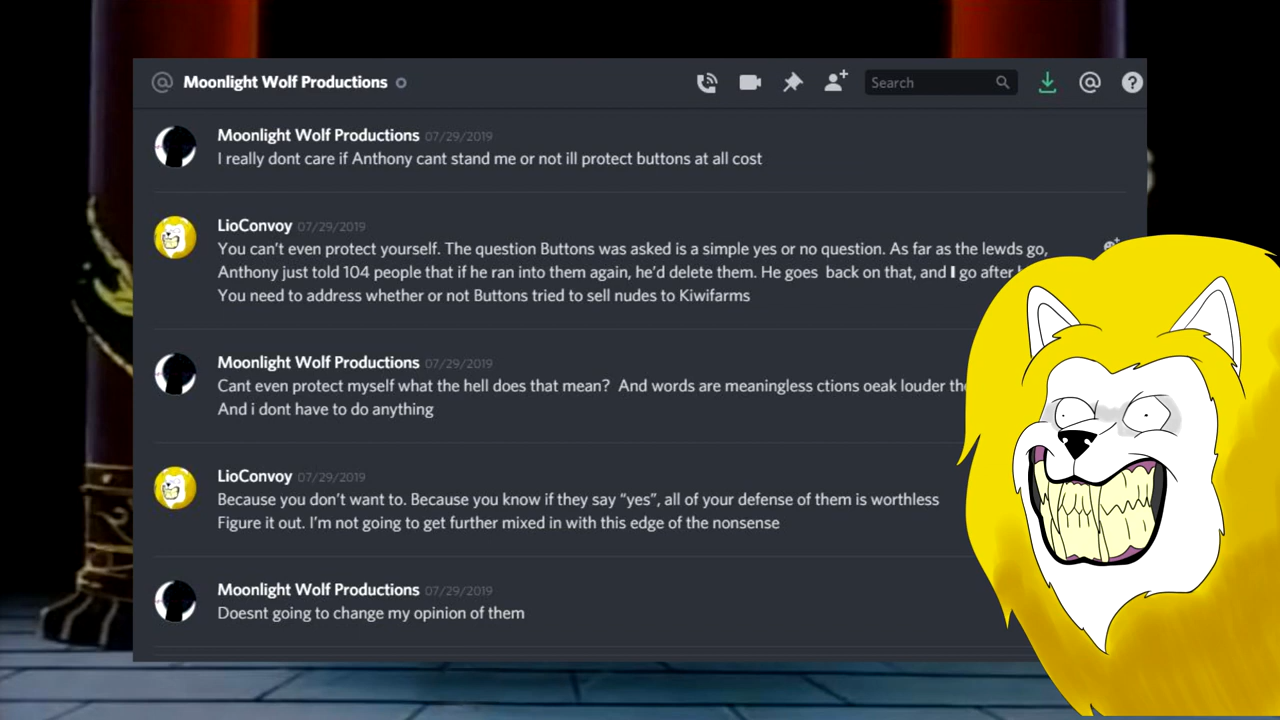 Moonlight Wolf Productions
Search
Moonlight Wolf Productions 07/29/2019
I really dont care if Anthony cant stand me or not ill protect buttons at all cost
LioConvoy 07/29/2019
You can't even protect yourself. The question Buttons was asked is a simple yes or no question. As far as the lewds go,
Anthony just told 104 people that if he ran into them again, he'd delete them. He goes back on that, and I go after
You need to address whether or not Buttons tried to sell nudes to Kiwifarms
Moonlight Wolf Productions 07/29/2019
Cant even protect myself what the hell does that mean? And words are meaningless ctions oeak louder
And i dont have to do anything
LioConvoy 07/29/2019
Because you don't want to. Because you know if they say “yes”, all of your defense of them is worthless
Figure it out. I'm not going to get further mixed in with this edge of the nonsense
Moonlight Wolf Productions 07/29/2019
Doesnt going to change my opinion of them